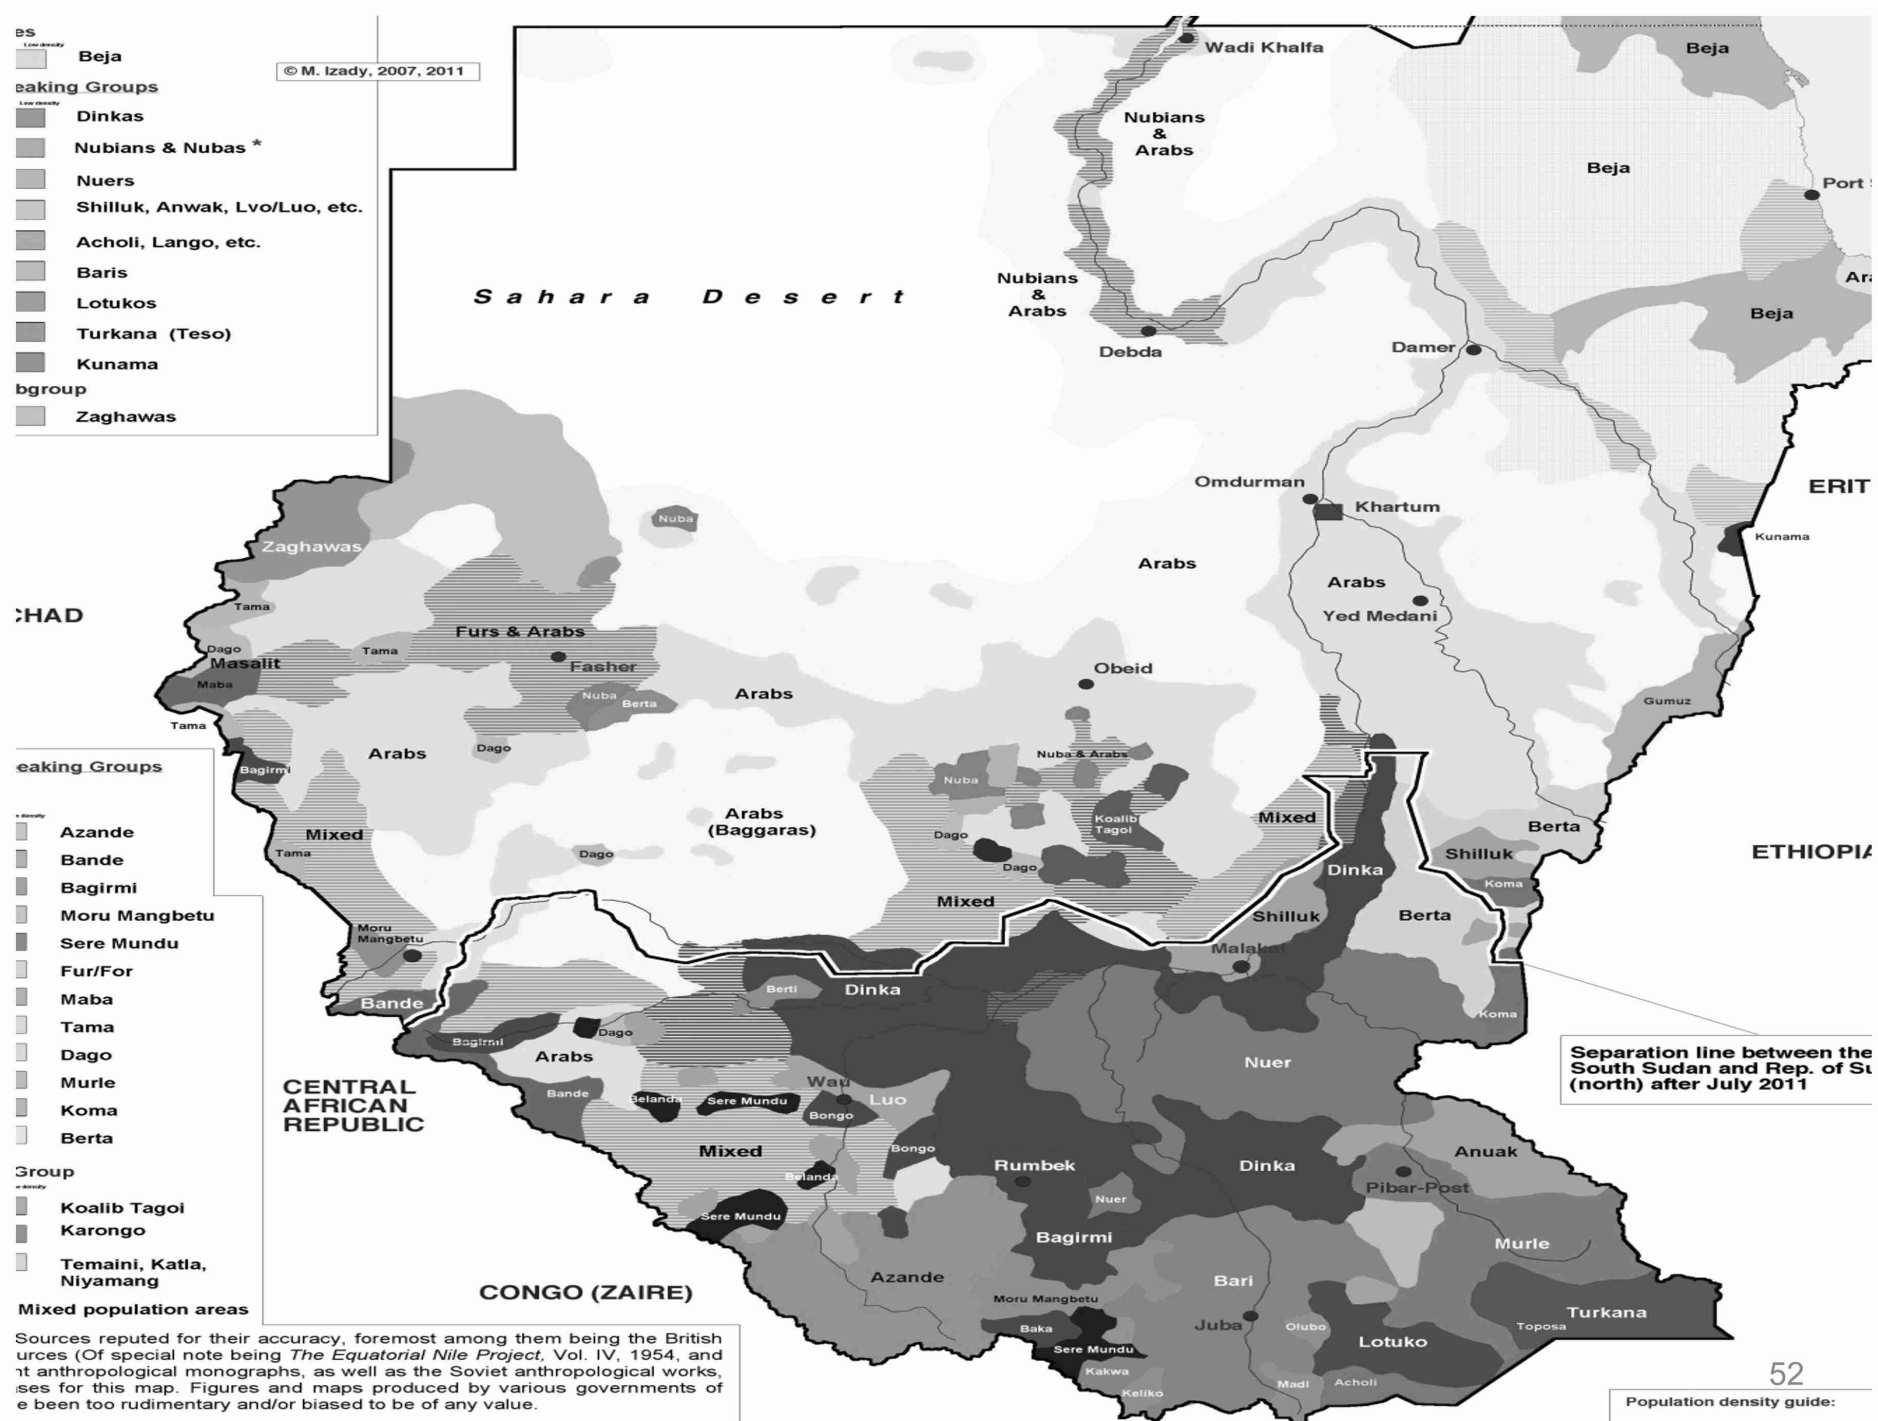 es
Low density
Beja
© M. Izady, 2007, 2011
eaking Groups
Low density
Dinkas
Nubians & Nubas *
Nuers
Shilluk, Anwak, Lvo/Luo, etc.
Acholi, Lango, etc.
Baris
Lotukos
Turkana (Teso)
Kunama
bgroup
Zaghawas
Wadi Khalfa
Beja
Nubians
&
Arabs
Beja
Port
Sahara Desert
Nubians
&
Arabs
Debda
Damer
Beja
Omdurman
Khartum
ERIT
Kunama
Nuba
Zaghawas
Arabs
Arabs
Yed Medani
CHAD
Tama
Furs & Arabs
Tama
Fasher
Dago
Masalit
Maba
Tama
Nuba
Berta
Arabs
Obeid
Gumuz
Arabs
Dago
Bagirmi
Nuba & Arabs
Nuba
Koalib
Tagoi
Arabs
(Baggaras)
Dago
Dago
Dago
Mixed
Tama
Mixed
Mixed
Berta
Shilluk
Koma
ETHIOPIA
Dinka
Shilluk
Berta
Malakal
Moru
Mangbetu
Bande
Berti
Dinka
Koma
eaking Groups
density
Azande
Bande
Bagirmi
Moru Mangbetu
Sere Mundu
Fur/For
Maba
Tama
Dago
Murle
Koma
Berta
Group
density
Koalib Tagoi
Karongo
Temaini, Katla,
Niyamang
Mixed population areas
Bagirmi
Dago
Arabs
Nuer
Separation line between the
South Sudan and Rep. of Su
(north) after July 2011
CENTRAL
AFRICAN
REPUBLIC
Bande
Belanda
Sere Mundu
Wau
Luo
Bongo
Mixed
Bongo
Belanda
Rumbek
Dinka
Anuak
Pibar-Post
Nuer
Sere Mundu
Bagirmi
Murle
Azande
Bari
CONGO (ZAIRE)
Moru Mangbetu
Baka
Juba
Olubo
Lotuko
Turkana
Toposa
Sere Mundu
Kakwa
Keliko
Madi
Acholi
Sources reputed for their accuracy, foremost among them being the British
urces (Of special note being The Equatorial Nile Project, Vol. IV, 1954, and
nt anthropological monographs, as well as the Soviet anthropological works,
ses for this map. Figures and maps produced by various governments of
e been too rudimentary and/or biased to be of any value.
52
Population density guide: